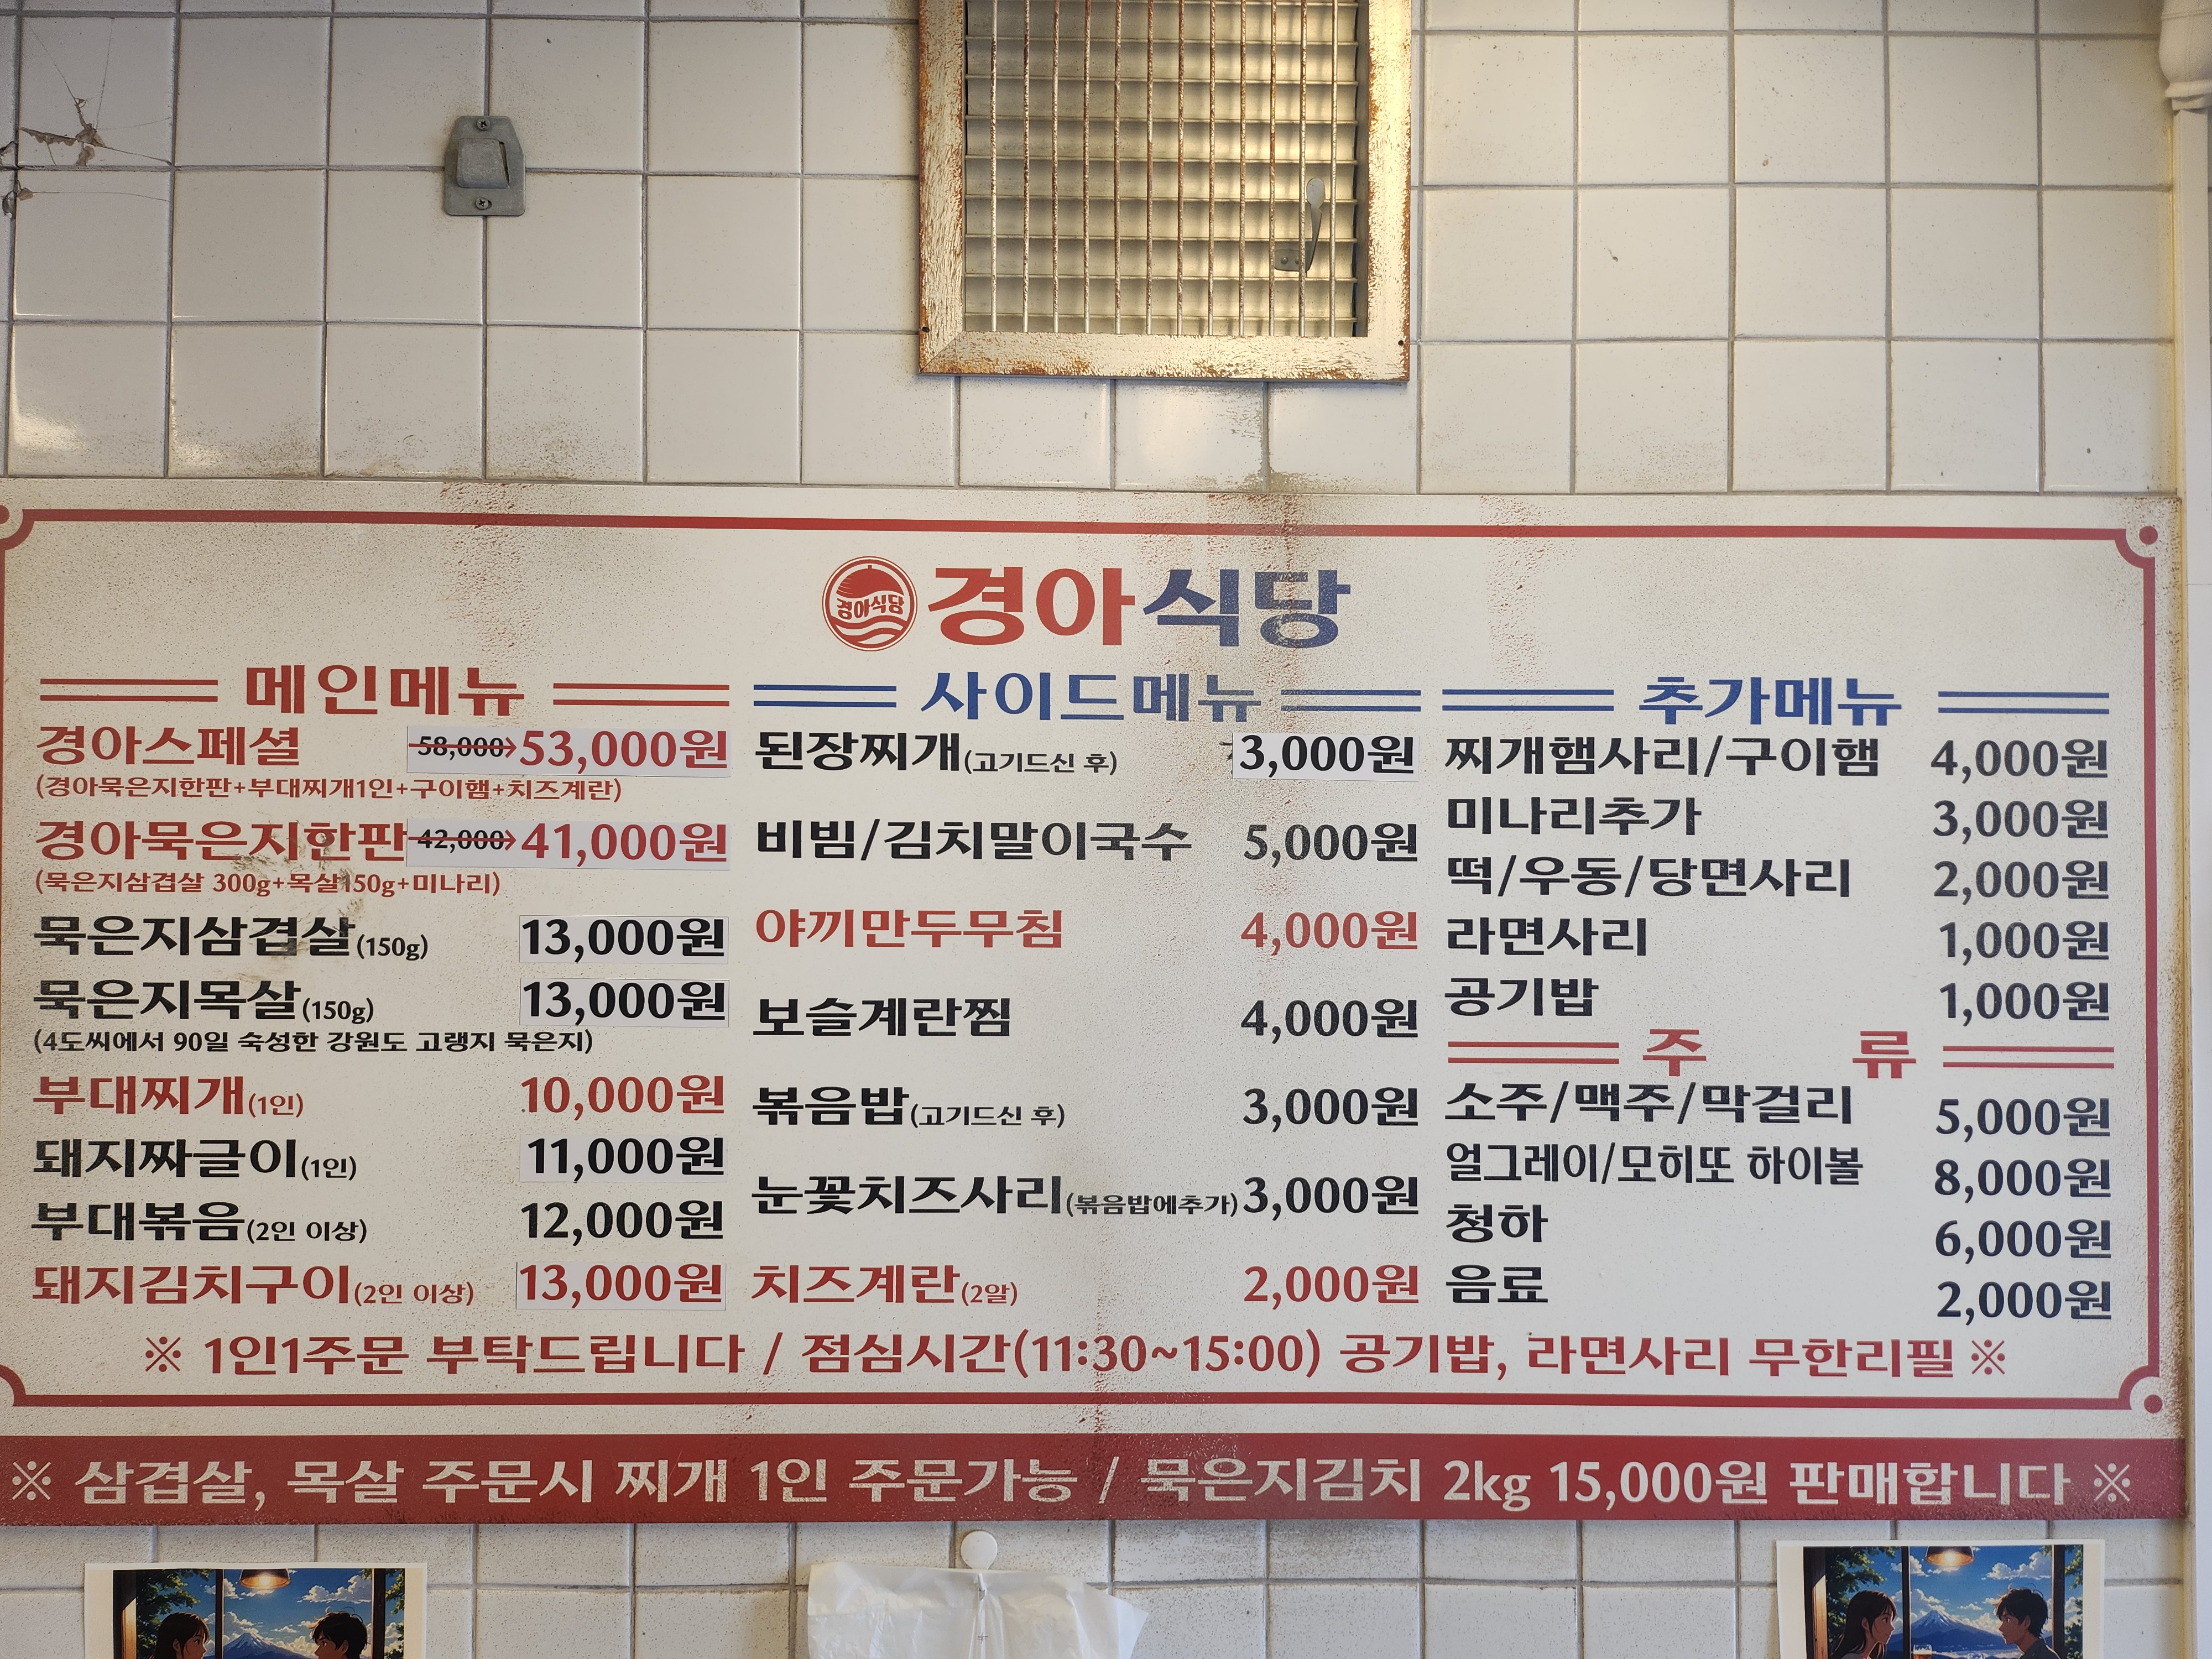 경아식당 경아식당
메인메뉴
경아스페셜 58,000→53,000원
(경아묵은지한판+부대찌개1인+구이햄+치즈계란)
경아묵은지한판 42,000→41,000원
(묵은지삼겹살 300g+목살150g+미나리)
묵은지삼겹살(150g) 13,000원
묵은지목살(150g) 13,000원
(4도씨에서 90일 숙성한 강원도 고랭지 묵은지)
부대찌개(1인) 10,000원
돼지짜글이(1인) 11,000원
부대볶음(2인 이상) 12,000원
돼지김치구이(2인 이상) 13,000원
사이드메뉴
된장찌개(고기드신 후) 3,000원
비빔/김치말이국수 5,000원
야끼만두무침 4,000원
보슬계란찜 4,000원
볶음밥(고기드신 후) 3,000원
눈꽃치즈사리(볶음밥에추가) 3,000원
치즈계란(2알) 2,000원
추가메뉴
찌개햄사리/구이햄 4,000원
미나리추가 3,000원
떡/우동/당면사리 2,000원
라면사리 1,000원
공기밥 1,000원
주 류
소주/맥주/막걸리 5,000원
얼그레이/모히또 하이볼 8,000원
청하 6,000원
음료 2,000원
※ 1인1주문 부탁드립니다 / 점심시간(11:30~15:00) 공기밥, 라면사리 무한리필 ※
※ 삼겹살, 목살 주문시 찌개 1인 주문가능 / 묵은지김치 2kg 15,000원 판매합니다 ※